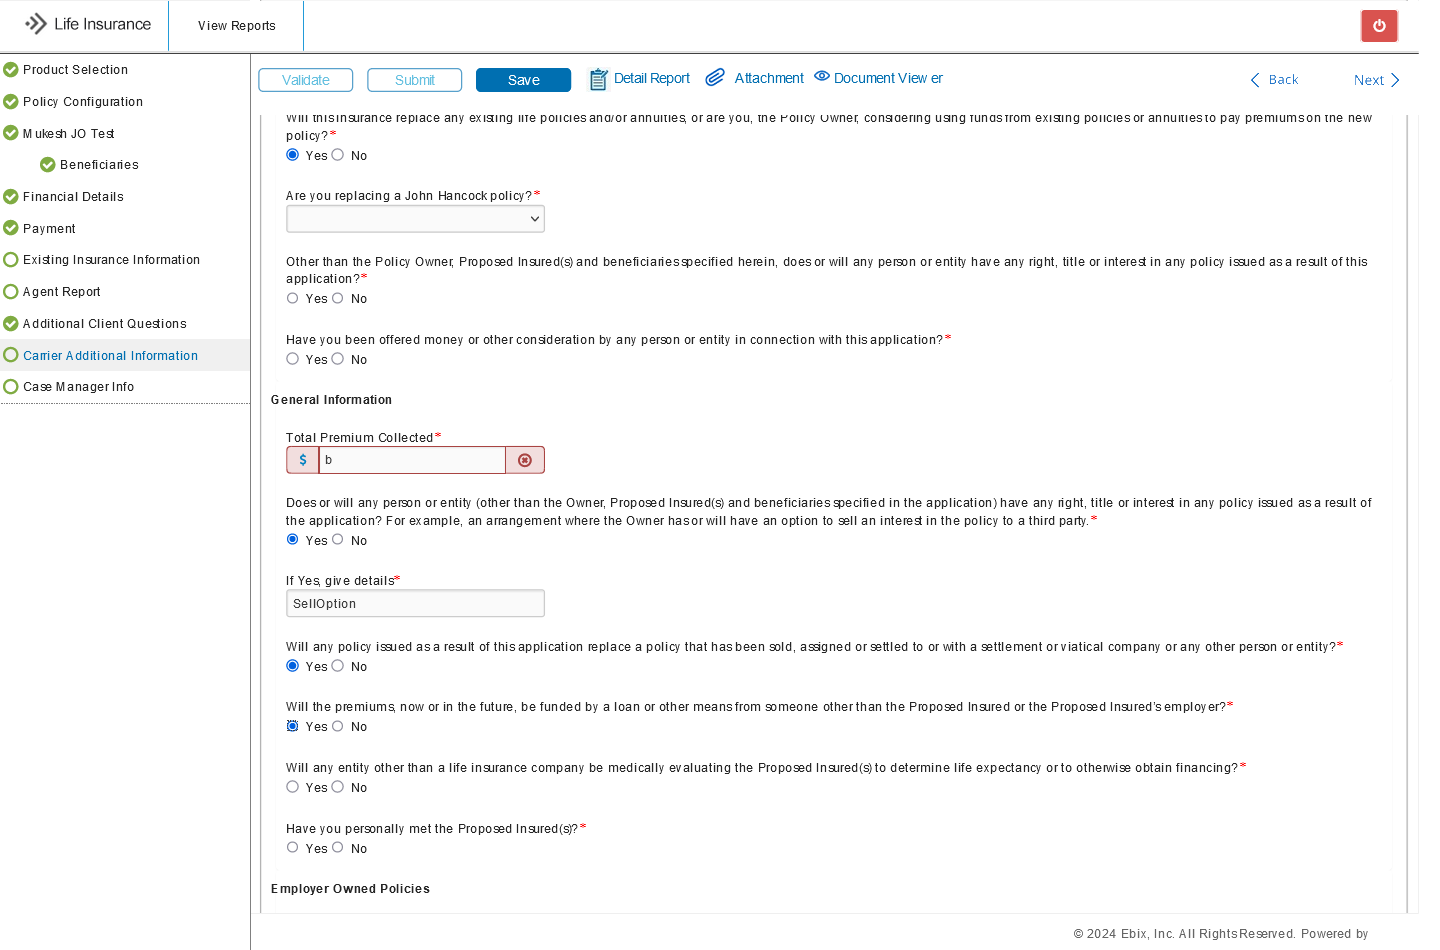 Life Insurance
View Reports
Product Selection
Policy Configuration
Mukesh JO Test
Beneficiaries
Financial Details
Payment
Existing Insurance Information
Agent Report
Additional Client Questions
Carrier Additional Information
Case Manager Info
Validate
Submit
Save
Detail Report
Attachment
Document Viewer
Back
Next
Will this insurance replace any existing life policies and/or annuities, or are you, the Policy Owner, considering using funds from existing policies or annuities to pay premiums on the new
policy?*
Yes No
Are you replacing a John Hancock policy?*
Other than the Policy Owner, Proposed Insured(s) and beneficiaries specified herein, does or will any person or entity have any right, title or interest in any policy issued as a result of this
application?*
Yes No
Have you been offered money or other consideration by any person or entity in connection with this application?*
Yes No
General Information
Total Premium Collected*
$ b
Does or will any person or entity (other than the Owner, Proposed Insured(s) and beneficiaries specified in the application) have any right, title or interest in any policy issued as a result of
the application? For example, an arrangement where the Owner has or will have an option to sell an interest in the policy to a third party.*
Yes No
If Yes, give details*
SellOption
Will any policy issued as a result of this application replace a policy that has been sold, assigned or settled to or with a settlement or viatical company or any other person or entity?*
Yes No
Will the premiums, now or in the future, be funded by a loan or other means from someone other than the Proposed Insured or the Proposed Insured's employer?*
Yes No
Will any entity other than a life insurance company be medically evaluating the Proposed Insured(s) to determine life expectancy or to otherwise obtain financing?*
Yes No
Have you personally met the Proposed Insured(s)?*
Yes No
Employer Owned Policies
© 2024 Ebix, Inc. All Rights Reserved. Powered by